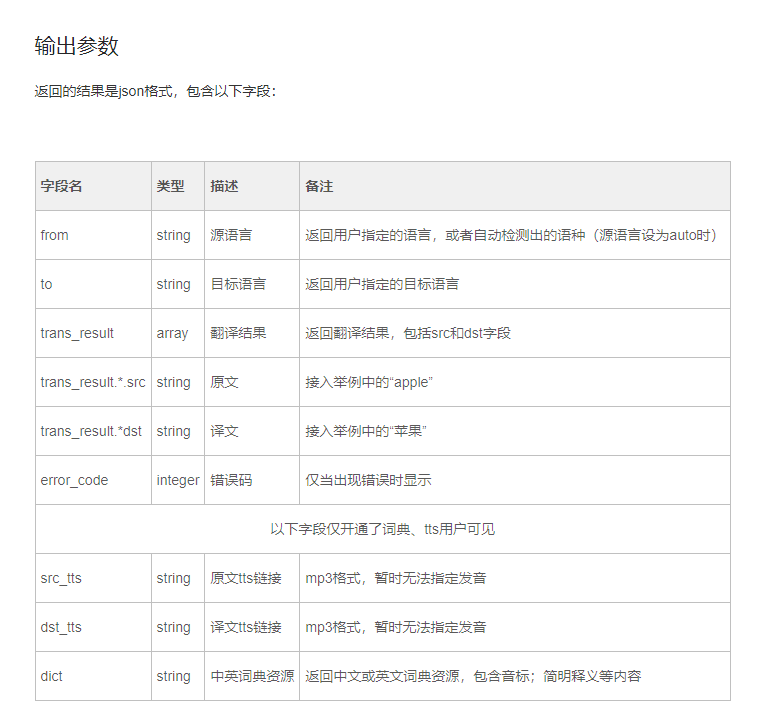 输出参数
返回的结果是json格式，包含以下字段：
字段名 类型 描述 备注
from string 源语言 返回用户指定的语言，或者自动检测出的语种（源语言设为auto时）
to string 目标语言 返回用户指定的目标语言
trans_result array 翻译结果 返回翻译结果，包括src和dst字段
trans_result.*.src string 原文 接入举例中的“apple”
trans_result.*dst string 译文 接入举例中的“苹果”
error_code integer 错误码 仅当出现错误时显示
以下字段仅开通了词典、tts用户可见
src_tts string 原文tts链接 mp3格式，暂时无法指定发音
dst_tts string 译文tts链接 mp3格式，暂时无法指定发音
dict string 中英词典资源 返回中文或英文词典资源，包含音标；简明释义等内容